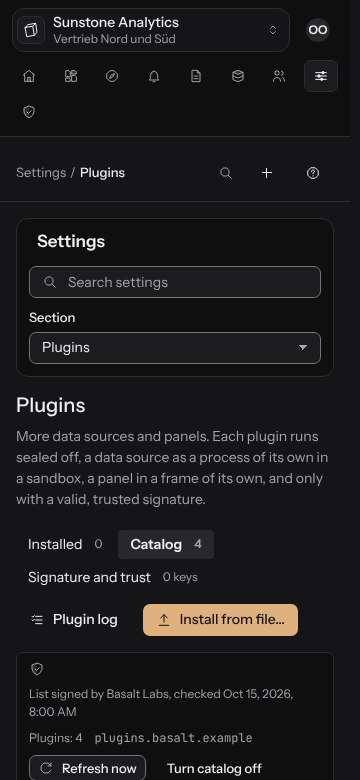 Sunstone Analytics
Vertrieb Nord und Süd
OO
Settings / Plugins
Settings
Search settings
Section
Plugins
Plugins
More data sources and panels. Each plugin runs
sealed off, a data source as a process of its own in
a sandbox, a panel in a frame of its own, and only
with a valid, trusted signature.
Installed 0 Catalog 4
Signature and trust 0 keys
Plugin log Install from file...
List signed by Basalt Labs, checked Oct 15, 2026,
8:00 AM
Plugins: 4 plugins.basalt.example
Refresh now Turn catalog off